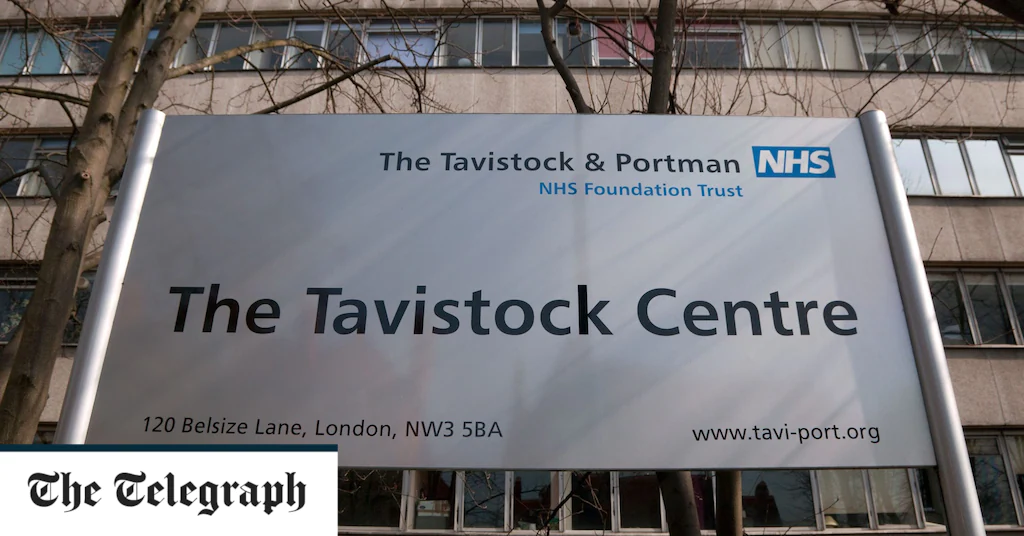 The Tavistock & Portman NHS
NHS Foundation Trust
The Tavistock Centre
120 Belsize Lane, London, NW3 5BA
www.tavi-port.org
The Telegraph